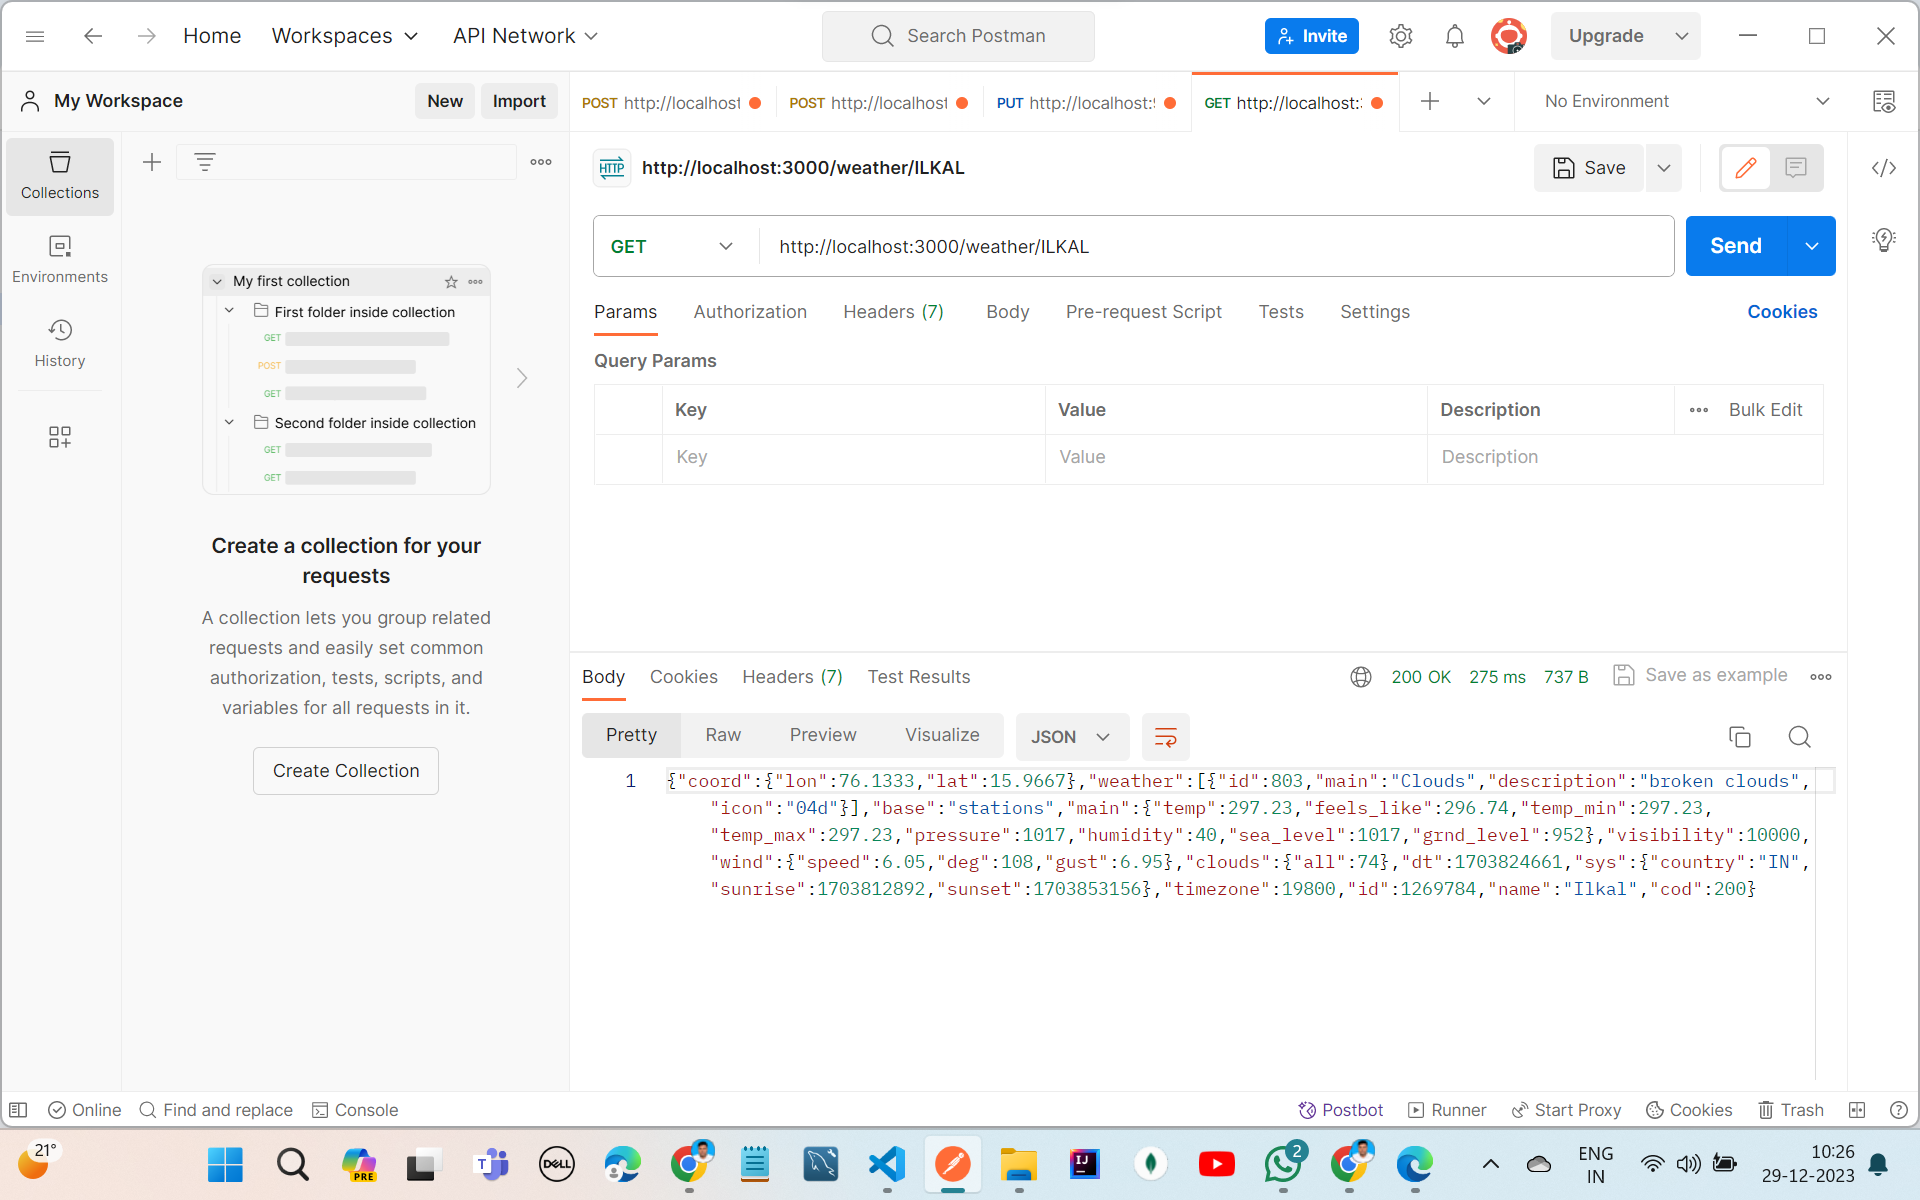 Home Workspaces API Network Search Postman Invite Upgrade
My Workspace New Import POST http://localhost POST http://localhost PUT http://localhost: GET http://localhost: No Environment
Collections
Environments
History
My first collection
First folder inside collection
GET
POST
GET
Second folder inside collection
GET
GET
Create a collection for your
requests
A collection lets you group related
requests and easily set common
authorization, tests, scripts, and
variables for all requests in it.
Create Collection
HTTP http://localhost:3000/weather/ILKAL Save
GET http://localhost:3000/weather/ILKAL Send
Params Authorization Headers (7) Body Pre-request Script Tests Settings Cookies
Query Params
Key Value Description Bulk Edit
Key Value Description
Body Cookies Headers (7) Test Results 200 OK 275 ms 737 B Save as example
Pretty Raw Preview Visualize JSON
1 {"coord":{"lon":76.1333,"lat":15.9667},"weather":[{"id":803,"main":"Clouds","description":"broken clouds",
"icon":"04d"}],"base":"stations","main":{"temp":297.23,"feels_like":296.74,"temp_min":297.23,
"temp_max":297.23,"pressure":1017,"humidity":40,"sea_level":1017,"grnd_level":952},"visibility":10000,
"wind":{"speed":6.05,"deg":108,"gust":6.95},"clouds":{"all":74},"dt":1703824661,"sys":{"country":"IN",
"sunrise":1703812892,"sunset":1703853156},"timezone":19800,"id":1269784,"name":"Ilkal","cod":200}
Online Find and replace Console Postbot Runner Start Proxy Cookies Trash
21° PRE T DELL IJ 2 ENG 10:26
IN 29-12-2023